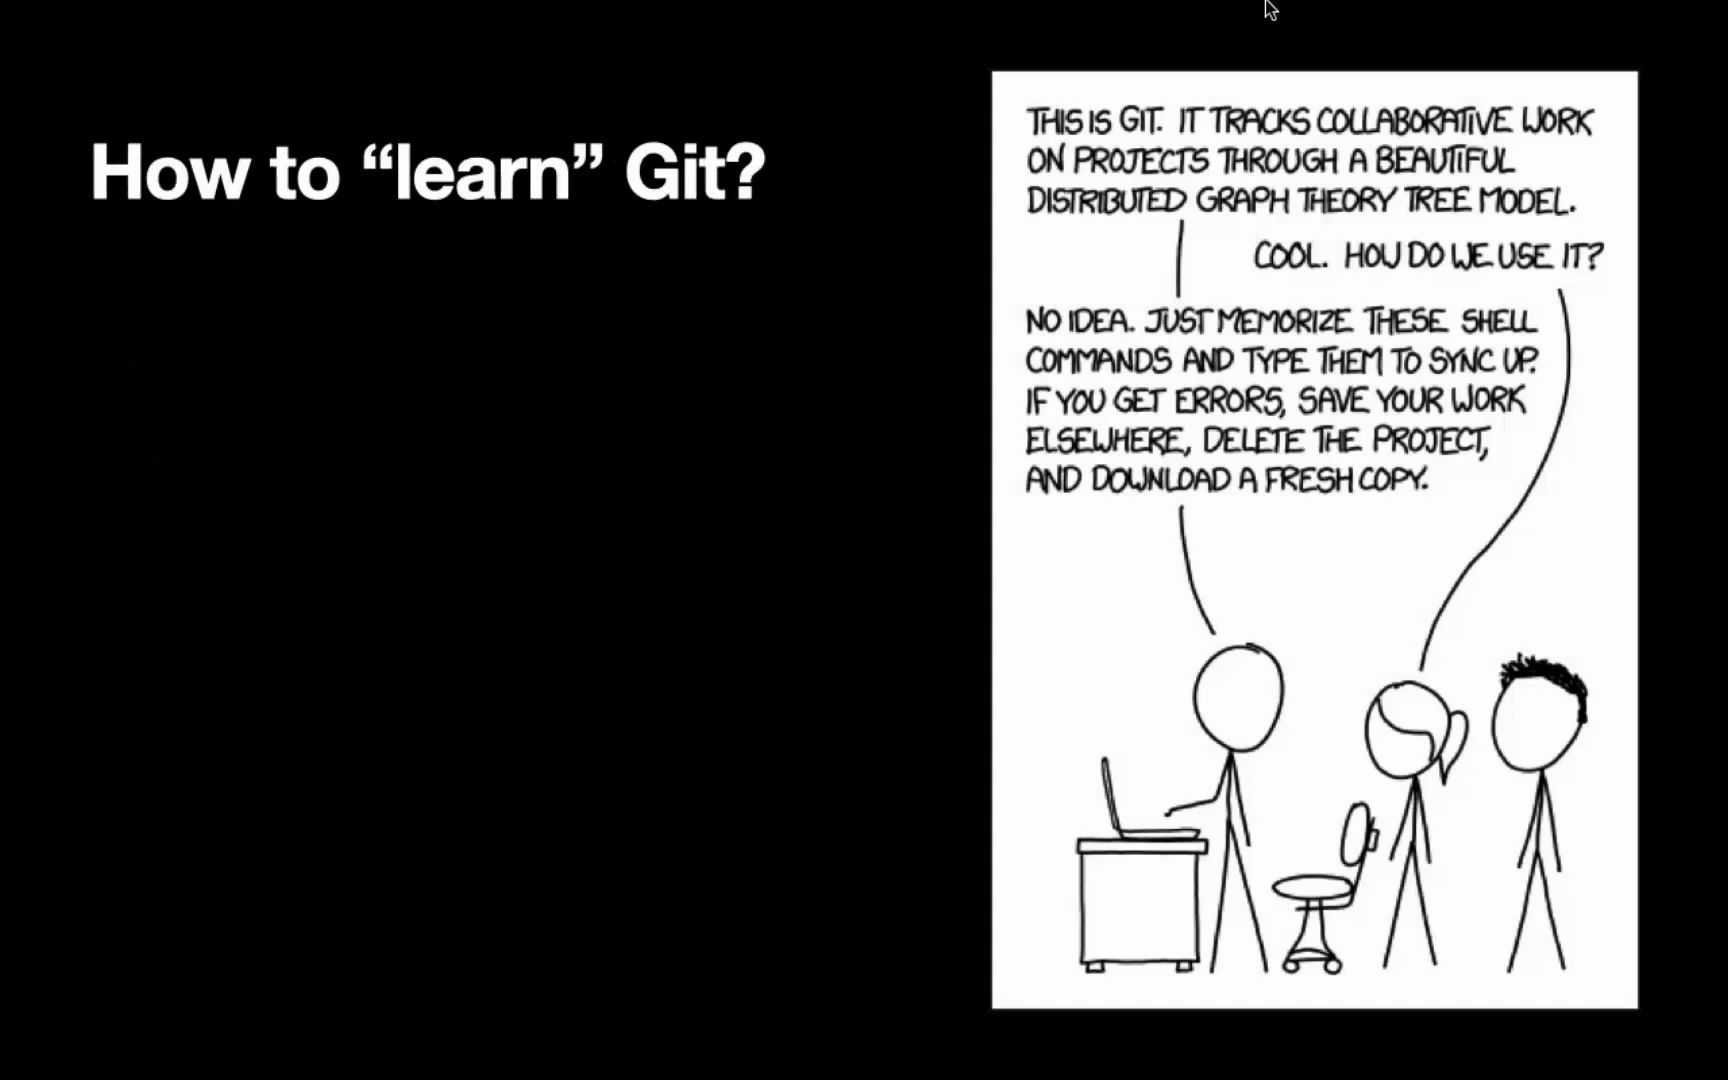 How to “learn” Git?
THIS IS GIT. IT TRACKS COLLABORATIVE WORK
ON PROJECTS THROUGH A BEAUTIFUL
DISTRIBUTED GRAPH THEORY TREE MODEL.
COOL. HOW DO WE USE IT?
NO IDEA. JUST MEMORIZE THESE SHELL
COMMANDS AND TYPE THEM TO SYNC UP.
IF YOU GET ERRORS, SAVE YOUR WORK
ELSEWHERE, DELETE THE PROJECT,
AND DOWNLOAD A FRESH COPY.